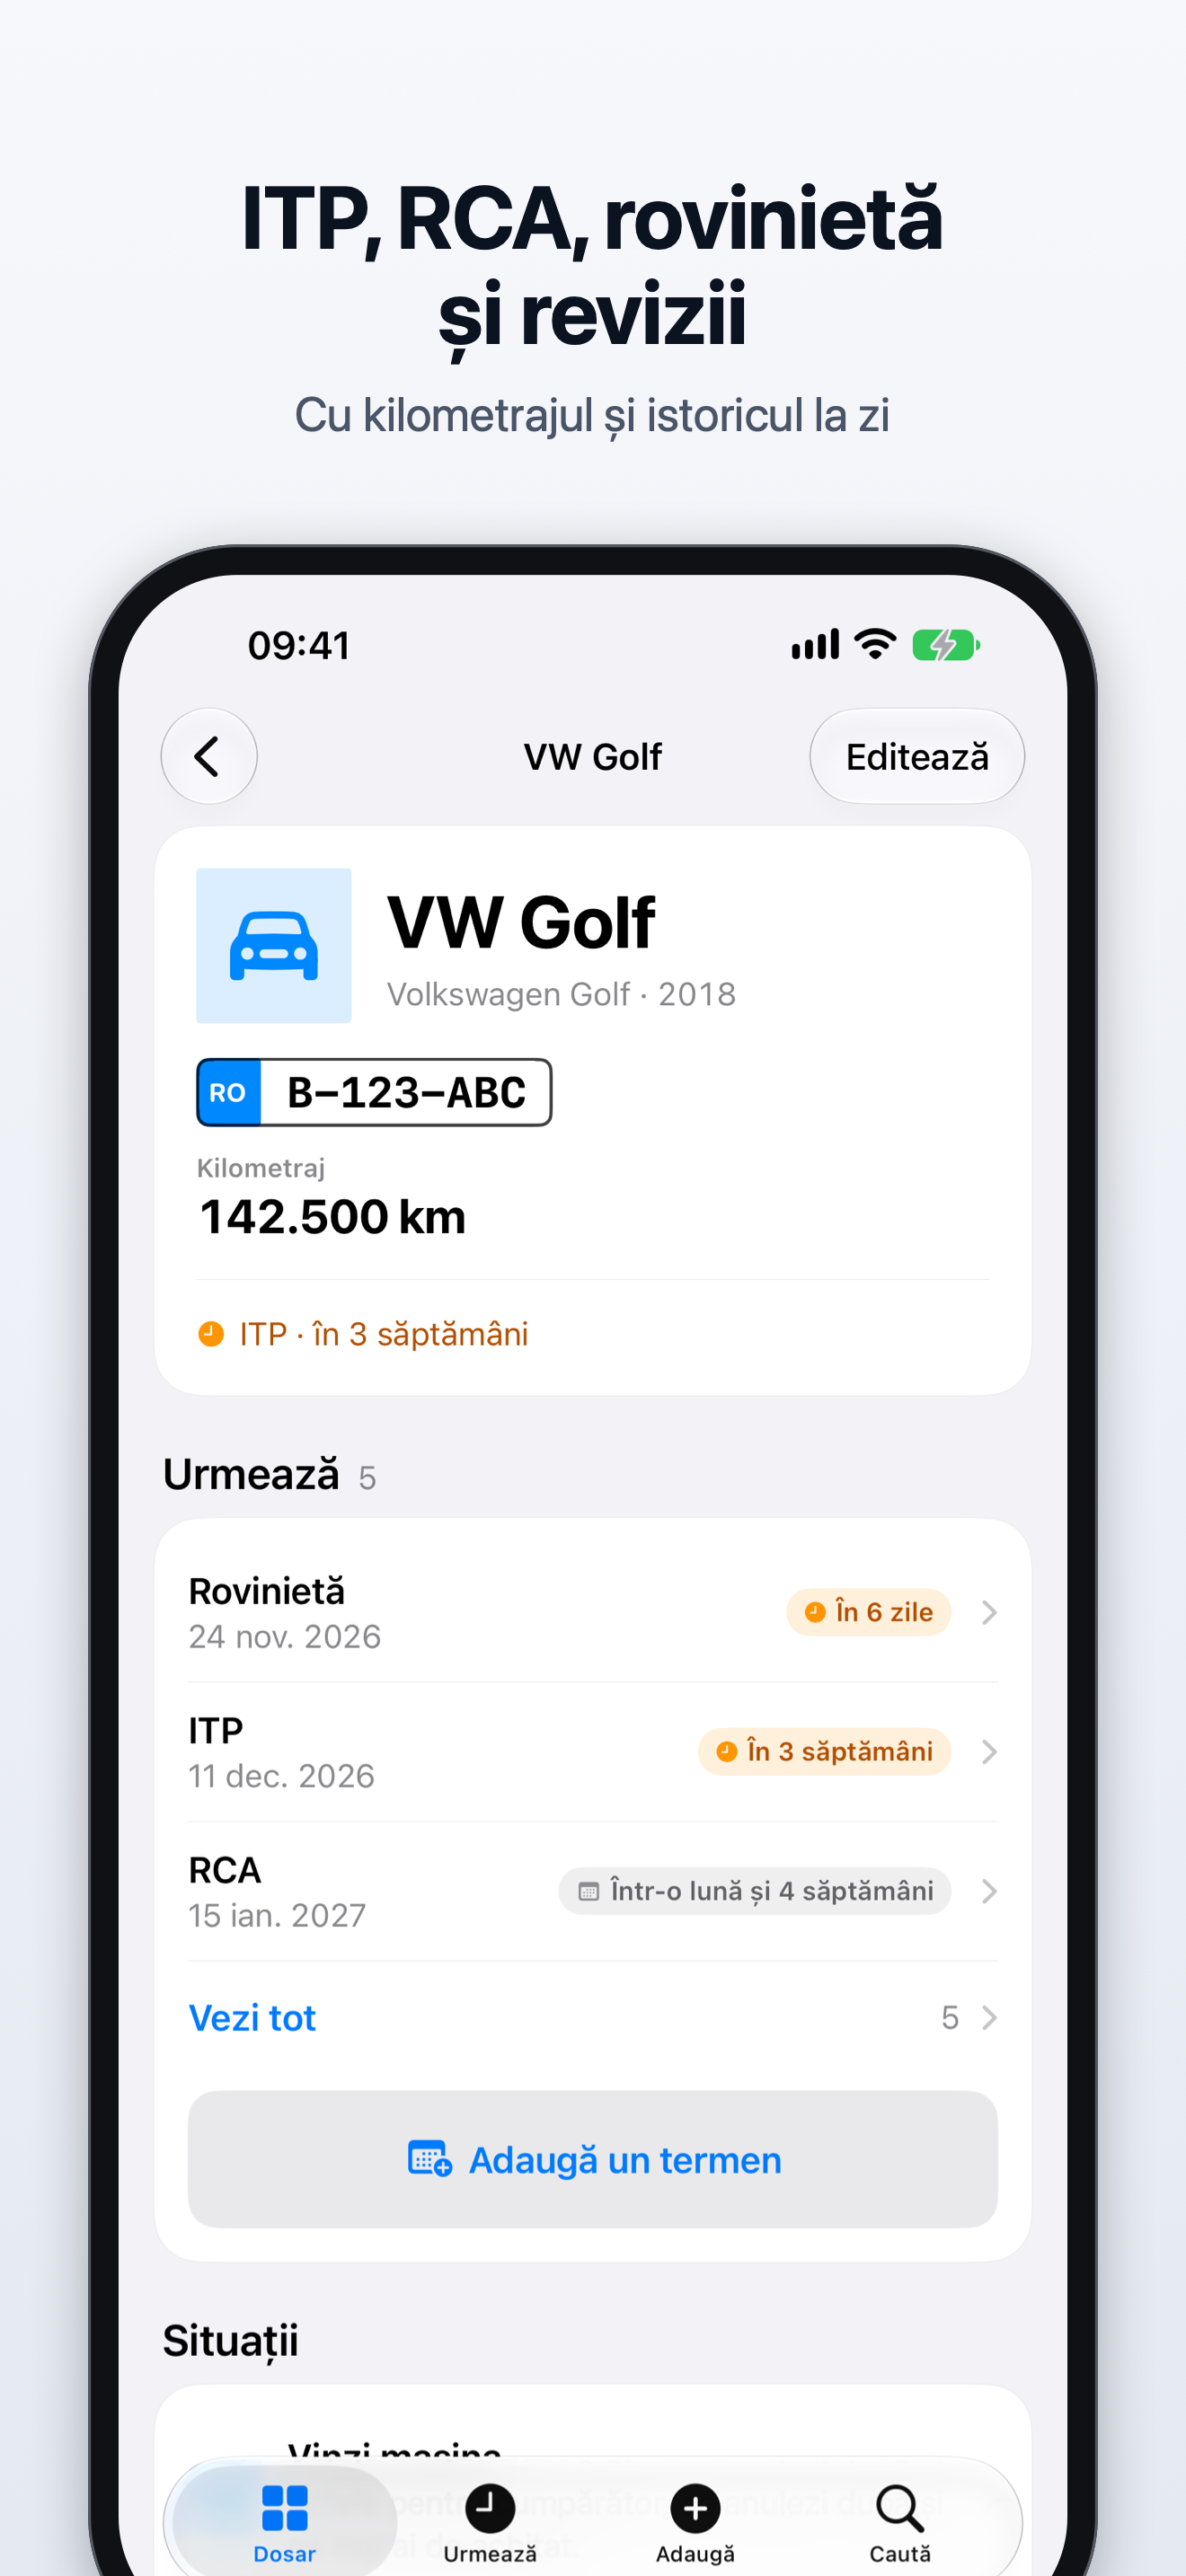 ITP, RCA, rovinietă
și revizii
Cu kilometrajul și istoricul la zi
09:41
VW Golf
Editează
VW Golf
Volkswagen Golf · 2018
RO B–123–ABC
Kilometraj
142.500 km
ITP · în 3 săptămâni
Urmează 5
Rovinietă
24 nov. 2026
În 6 zile
ITP
11 dec. 2026
În 3 săptămâni
RCA
15 ian. 2027
Într-o lună și 4 săptămâni
Vezi tot 5
Adaugă un termen
Situații
Vinzi mașina
Dosar
Urmează
Adaugă
Caută